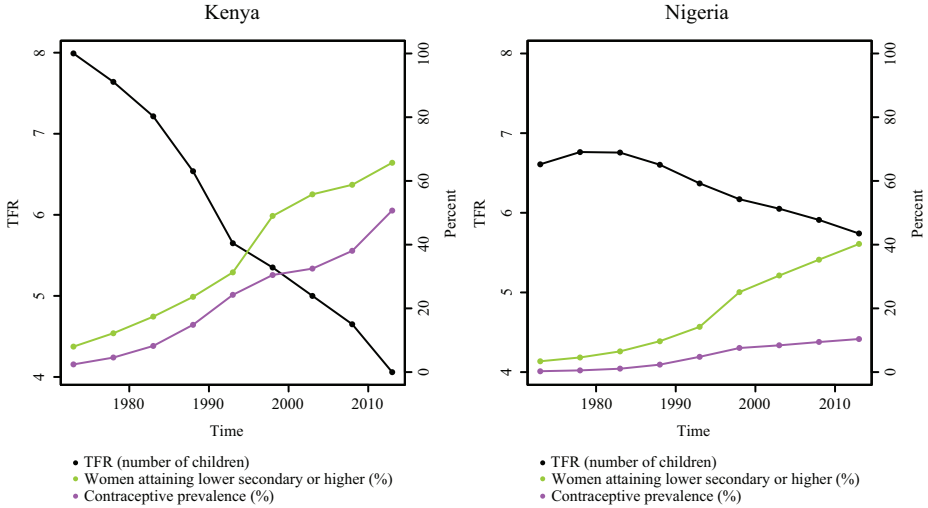 Kenya
8
7
6
5
4
TFR
100
80
60
40
20
0
Percent
1980
1990
2000
2010
Time
TFR (number of children)
Women attaining lower secondary or higher (%)
Contraceptive prevalence (%)
Nigeria
8
7
6
5
4
TFR
100
80
60
40
20
0
Percent
1980
1990
2000
2010
Time
TFR (number of children)
Women attaining lower secondary or higher (%)
Contraceptive prevalence (%)